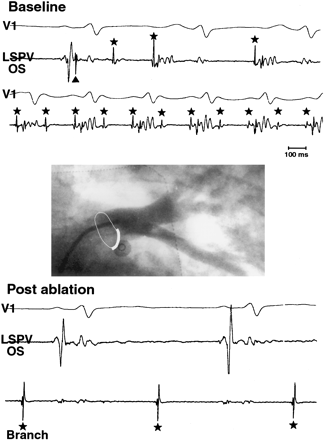 Baseline
V1
LSPV
OS
V1
100 ms
Post ablation
V1
LSPV
OS
Branch